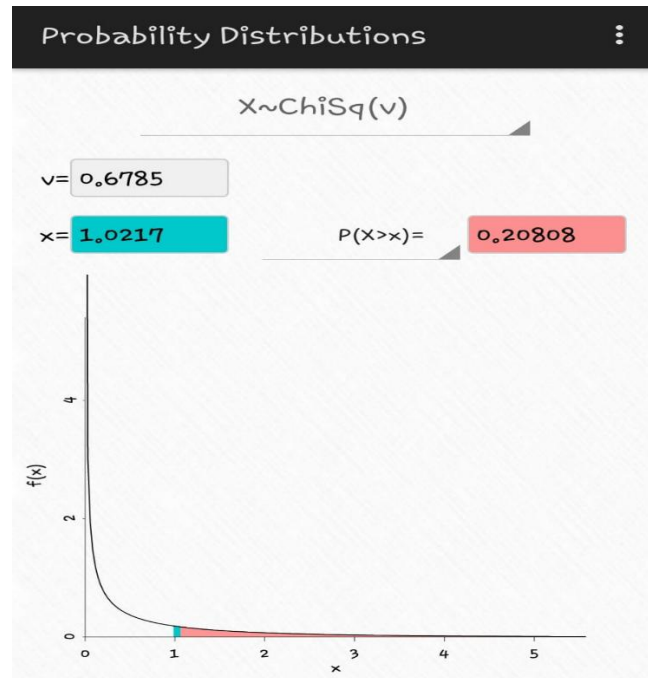 Probability Distributions
X~ChiSq(v)
v= 0.6785
x= 1.0217 P(X>x)= 0.20808
4
f(x)
2
0
0 1 2 3 4 5
x